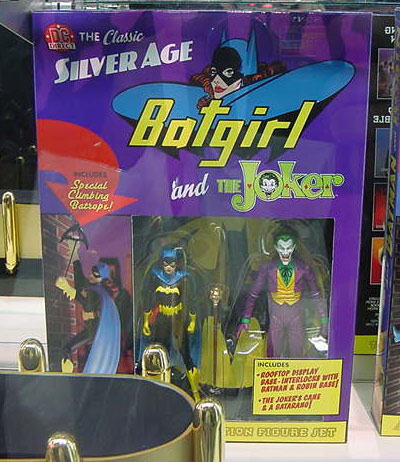 DC
DIRECT
THE Classic
SILVER AGE
Batgirl
and THE Joker
INCLUDES
Special
Climbing
Batrope!
INCLUDES
• ROOFTOP DISPLAY
BASE - INTERLOCKS WITH
BATMAN & ROBIN BASE!
• THE JOKER'S CANE
& A BATARANG!
ION FIGURE SET